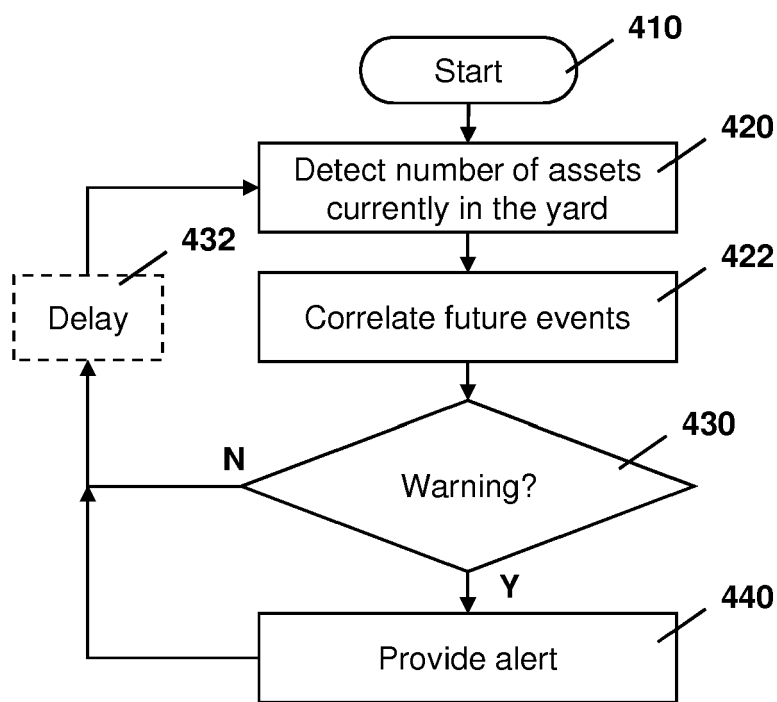 410
Start
420
Detect number of assets
currently in the yard
432
422
Delay
Correlate future events
430
N
Warning?
Y
440
Provide alert